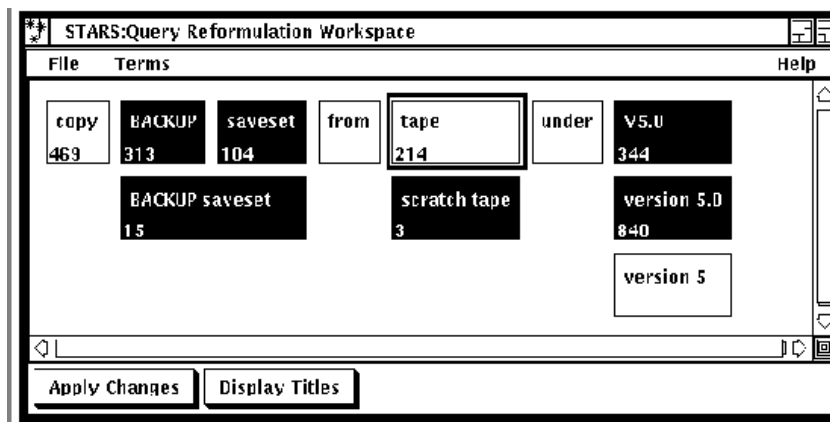 STARS:Query Reformulation Workspace
File Terms Help
copy BACKUP saveset from tape under V5.0
469 313 104 214 344
BACKUP saveset scratch tape version 5.0
15 3 840
version 5
Apply Changes Display Titles